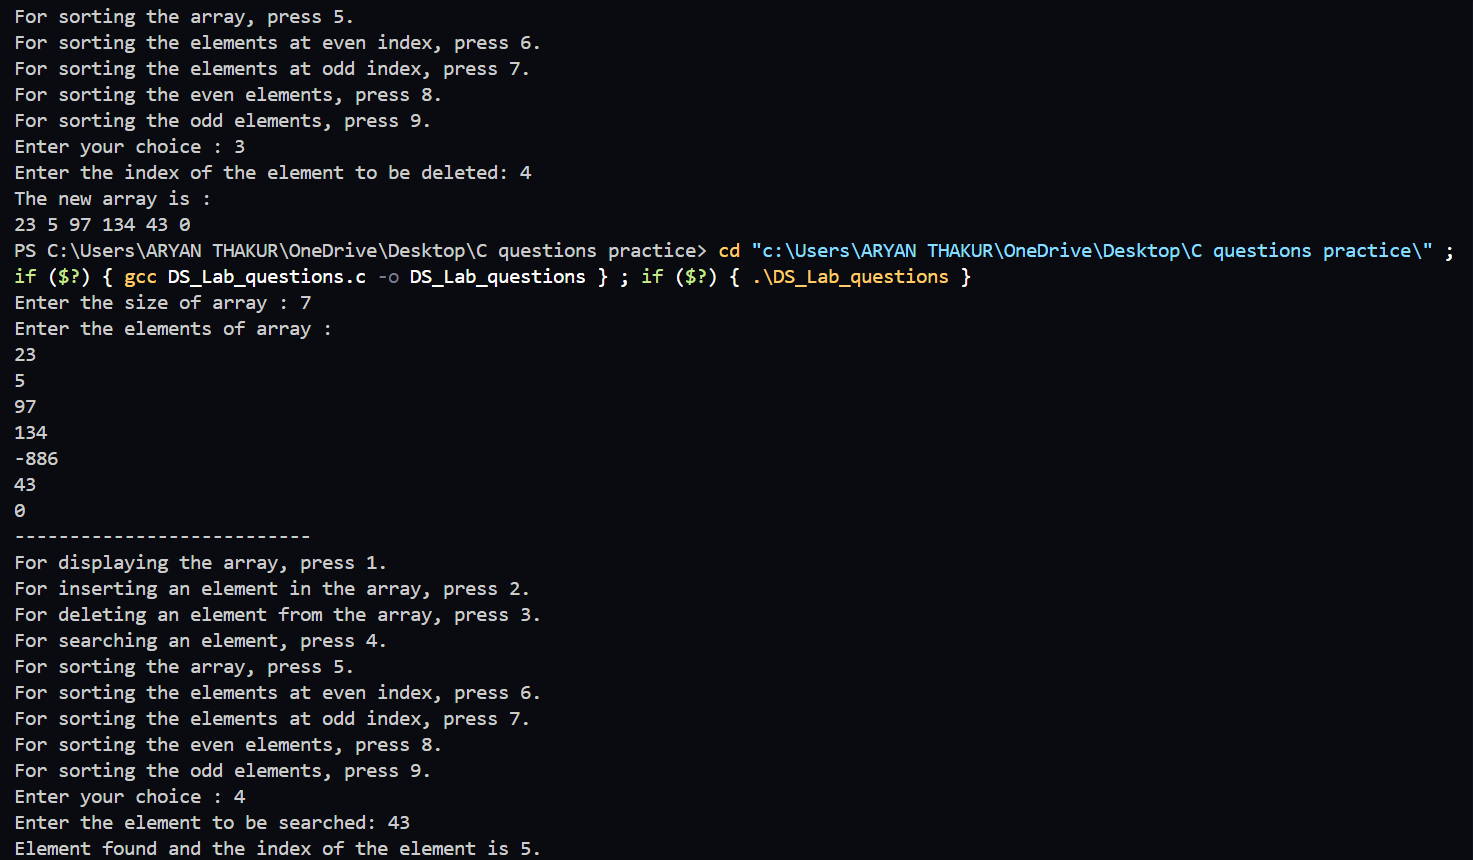 For sorting the array, press 5.
For sorting the elements at even index, press 6.
For sorting the elements at odd index, press 7.
For sorting the even elements, press 8.
For sorting the odd elements, press 9.
Enter your choice : 3
Enter the index of the element to be deleted: 4
The new array is :
23 5 97 134 43 0
PS C:\Users\ARYAN THAKUR\OneDrive\Desktop\C questions practice> cd "c:\Users\ARYAN THAKUR\OneDrive\Desktop\C questions practice\" ;
if ($?) { gcc DS_Lab_questions.c -o DS_Lab_questions } ; if ($?) { .\DS_Lab_questions }
Enter the size of array : 7
Enter the elements of array :
23
5
97
134
-886
43
0
---------------------------
For displaying the array, press 1.
For inserting an element in the array, press 2.
For deleting an element from the array, press 3.
For searching an element, press 4.
For sorting the array, press 5.
For sorting the elements at even index, press 6.
For sorting the elements at odd index, press 7.
For sorting the even elements, press 8.
For sorting the odd elements, press 9.
Enter your choice : 4
Enter the element to be searched: 43
Element found and the index of the element is 5.